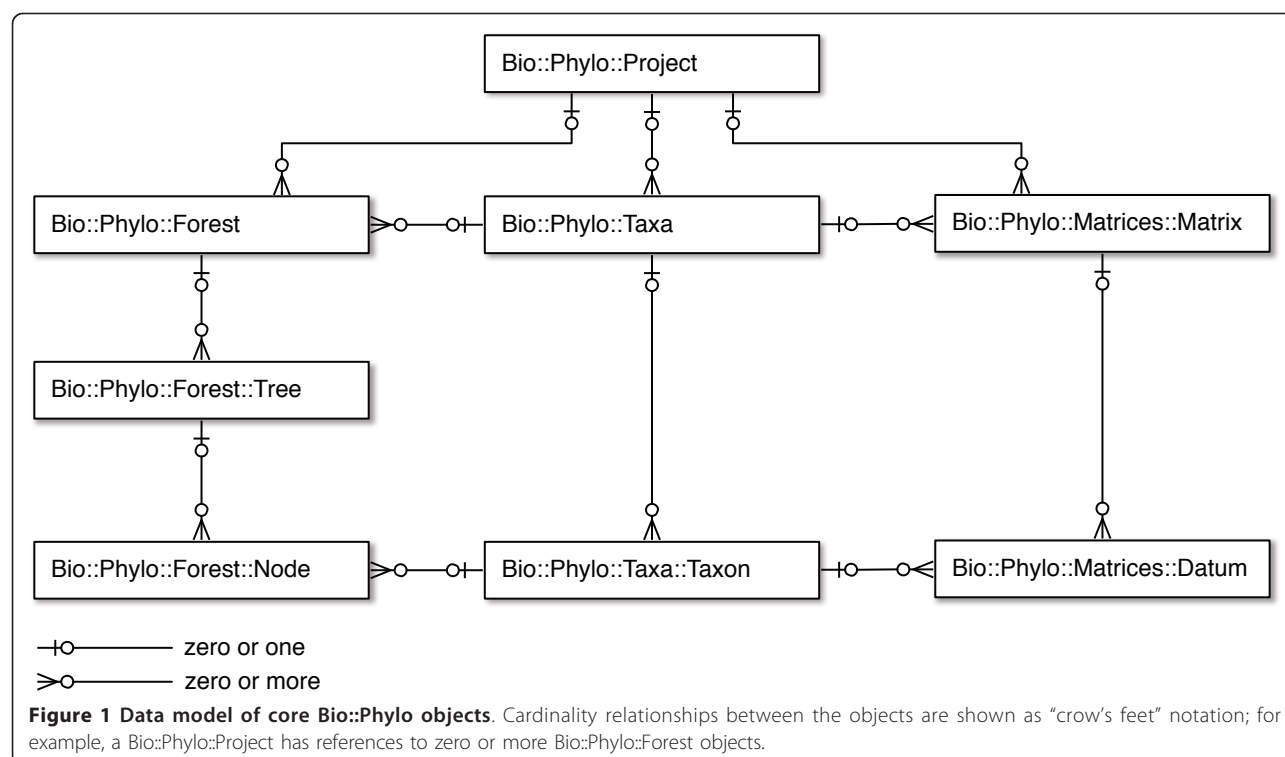 Bio::Phylo::Project
Bio::Phylo::Forest
Bio::Phylo::Taxa
Bio::Phylo::Matrices::Matrix
Bio::Phylo::Forest::Tree
Bio::Phylo::Forest::Node
Bio::Phylo::Taxa::Taxon
Bio::Phylo::Matrices::Datum
zero or one
zero or more
Figure 1 Data model of core Bio::Phylo objects. Cardinality relationships between the objects are shown as “crow’s feet” notation; for
example, a Bio::Phylo::Project has references to zero or more Bio::Phylo::Forest objects.